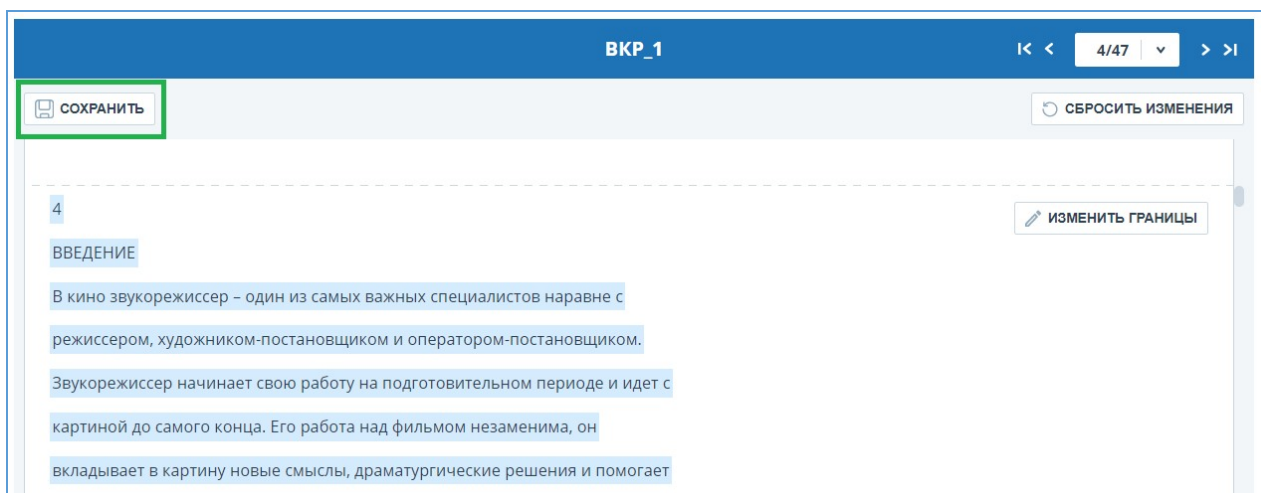 ВКР_1
4/47
СОХРАНИТЬ
СБРОСИТЬ ИЗМЕНЕНИЯ
4
ИЗМЕНИТЬ ГРАНИЦЫ
ВВЕДЕНИЕ
В кино звукорежиссер – один из самых важных специалистов наравне с
режиссером, художником-постановщиком и оператором-постановщиком.
Звукорежиссер начинает свою работу на подготовительном периоде и идет с
картиной до самого конца. Его работа над фильмом незаменима, он
вкладывает в картину новые смыслы, драматургические решения и помогает